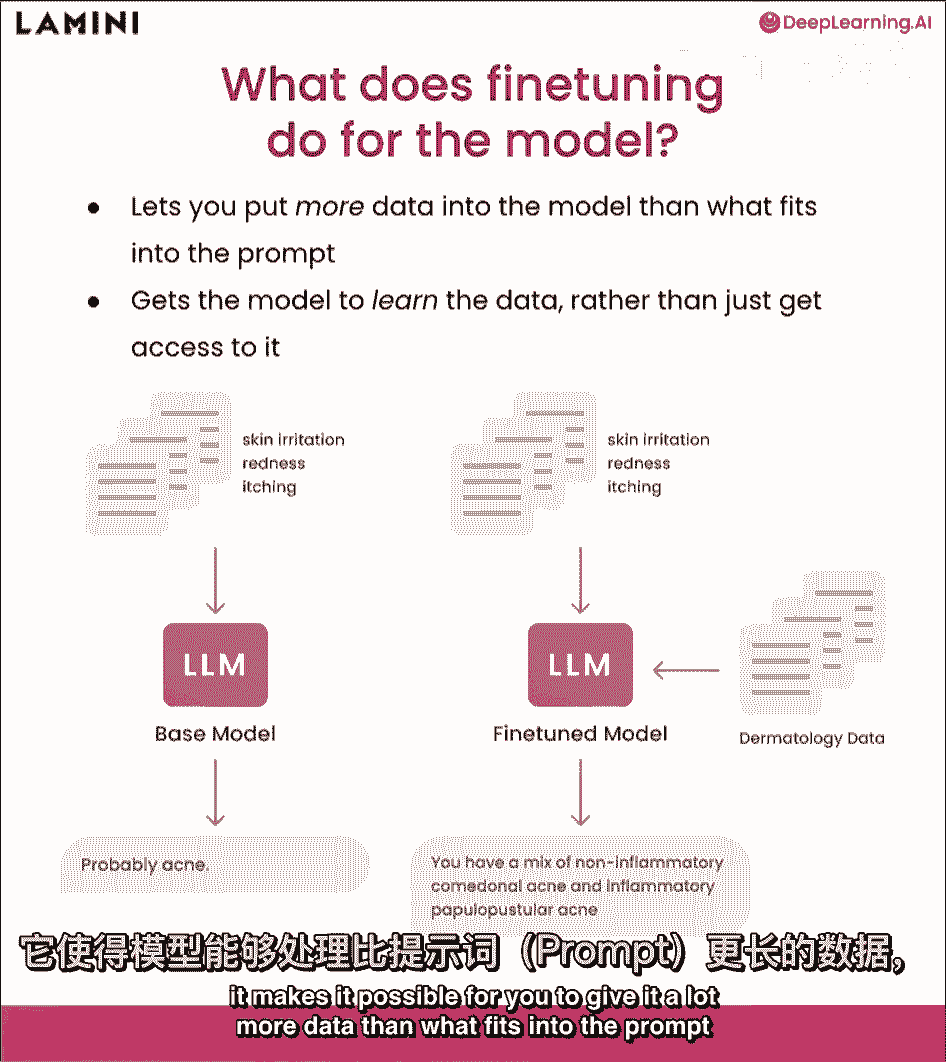 LAMINI
DeepLearning.AI
What does finetuning
do for the model?
● Lets you put more data into the model than what fits
into the prompt
● Gets the model to learn the data, rather than just get
access to it
skin irritation
redness
itching
skin irritation
redness
itching
LLM
LLM
Base Model
Finetuned Model
Dermatology Data
Probably acne.
You have a mix of non-inflammatory
comedonal acne and inflammatory
papulopustular acne
它使得模型能够处理比提示词（Prompt）更长的数据，
it makes it possible for you to give it a lot
more data than what fits into the prompt